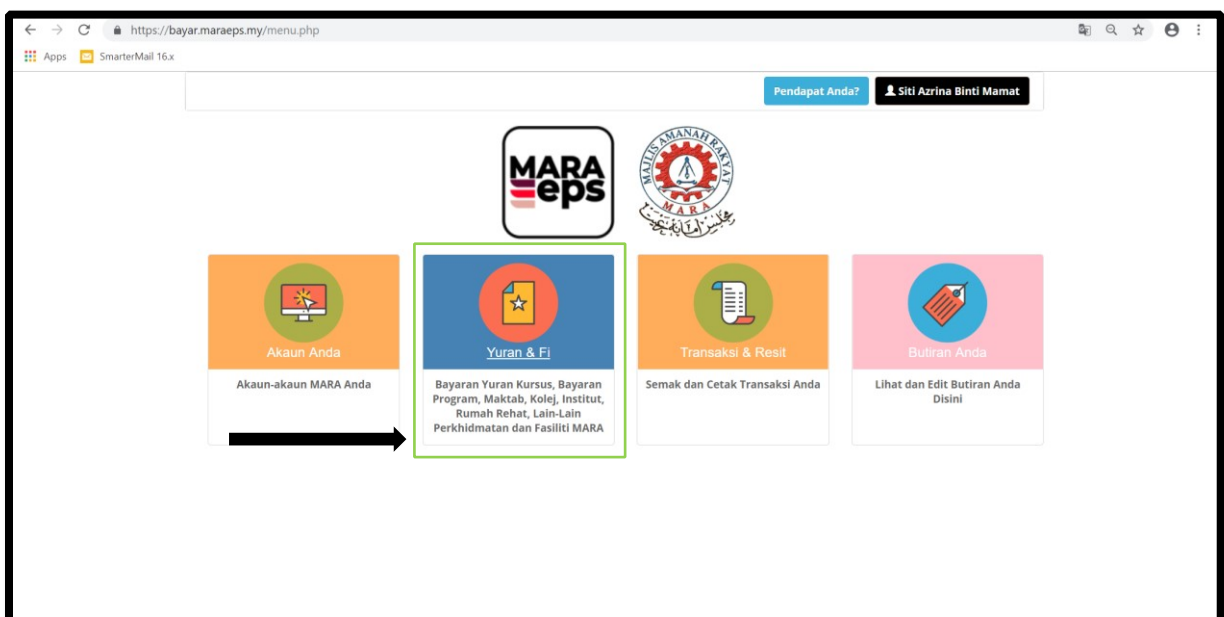 https://bayar.maraeps.my/menu.php
Apps SmarterMail 16.x
Pendapat Anda? Siti Azrina Binti Mamat
MARA
eps
MAJLIS AMANAH RAKYAT
MARA
مجليس امانه رعيت
Akaun Anda
Akaun-akaun MARA Anda
Yuran & Fi
Bayaran Yuran Kursus, Bayaran
Program, Maktab, Kolej, Institut,
Rumah Rehat, Lain-Lain
Perkhidmatan dan Fasiliti MARA
Transaksi & Resit
Semak dan Cetak Transaksi Anda
Butiran Anda
Lihat dan Edit Butiran Anda
Disini